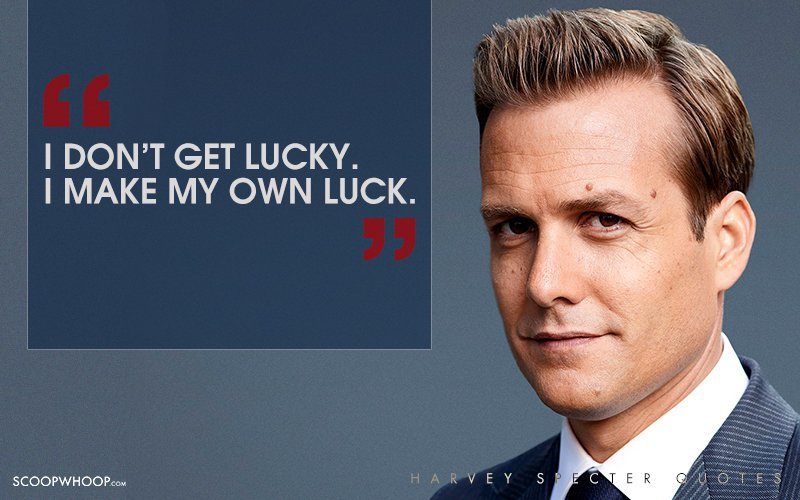 “
I DON’T GET LUCKY.
I MAKE MY OWN LUCK.
”
SCOOPWHOOP.COM
HARVEY SPECTER QUOTES